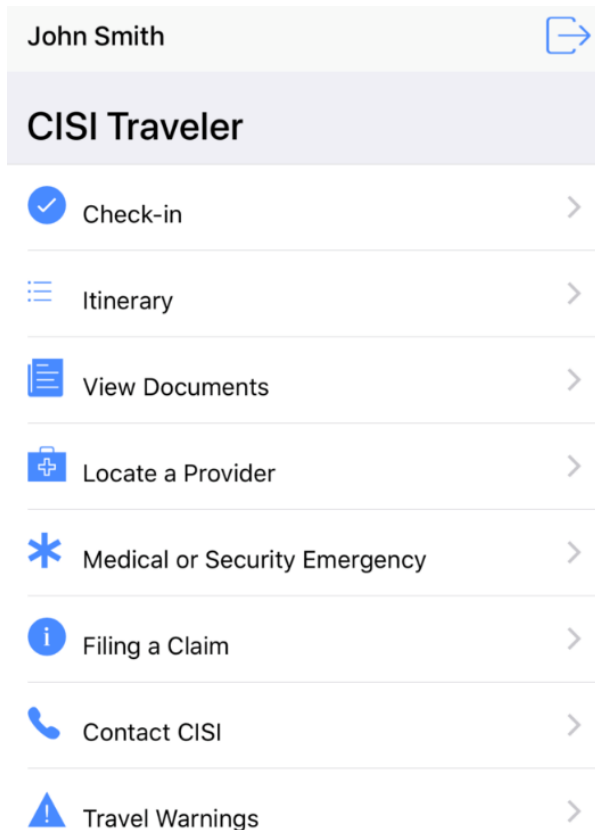 John Smith
CISI Traveler
Check-in
Itinerary
View Documents
Locate a Provider
Medical or Security Emergency
Filing a Claim
Contact CISI
Travel Warnings